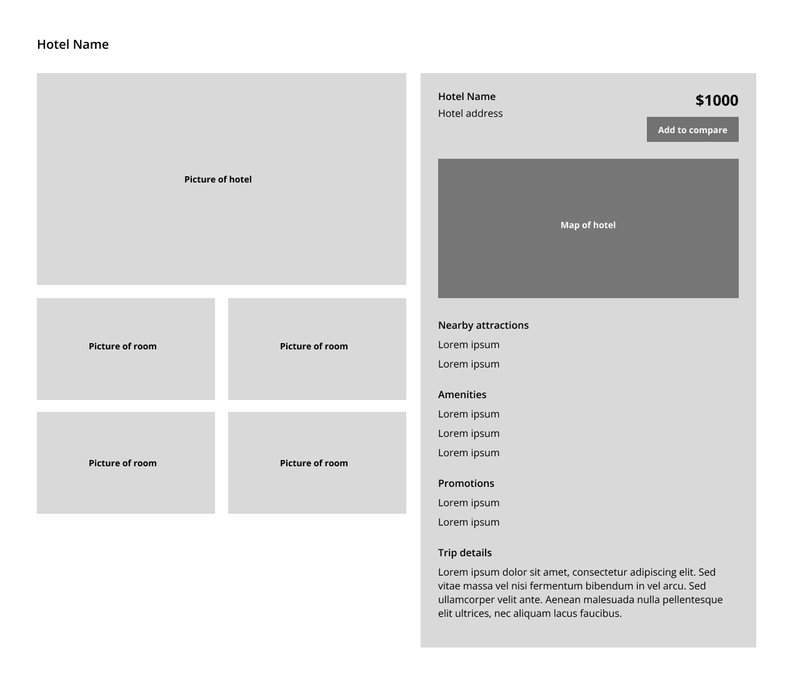 Hotel Name
Picture of hotel
Picture of room
Picture of room
Picture of room
Picture of room
Hotel Name
Hotel address
$1000
Add to compare
Map of hotel
Nearby attractions
Lorem ipsum
Lorem ipsum
Amenities
Lorem ipsum
Lorem ipsum
Lorem ipsum
Promotions
Lorem ipsum
Lorem ipsum
Trip details
Lorem ipsum dolor sit amet, consectetur adipiscing elit. Sed
vitae massa vel nisi fermentum bibendum in vel arcu. Sed
ullamcorper velit ante. Aenean malesuada nulla pellentesque
elit ultrices, nec aliquam lacus faucibus.